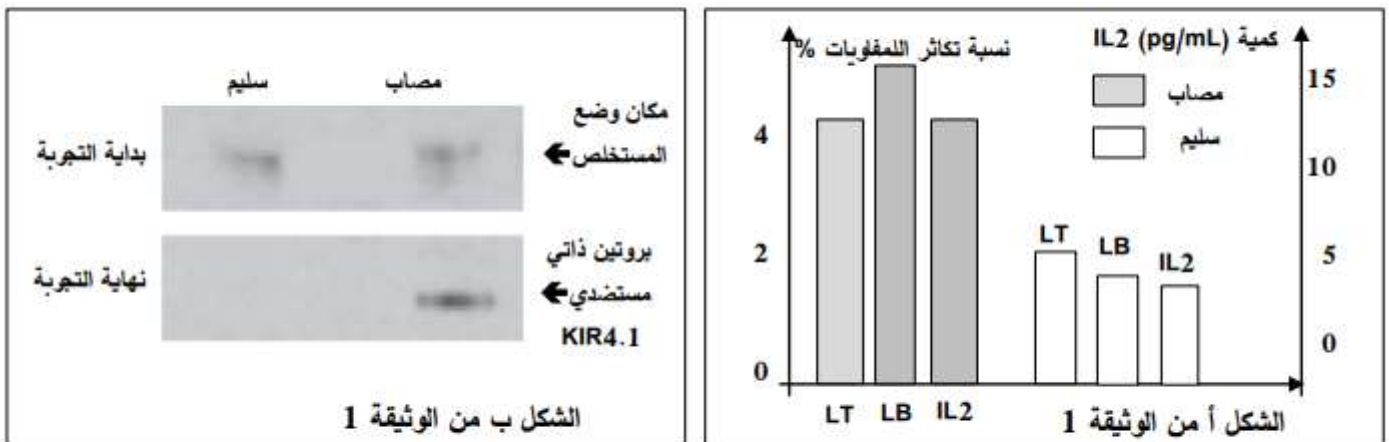 نسبة تكاثر اللمفاويات %
كمية IL2 (pg/mL)
مصاب
سليم
4
2
0
15
10
5
0
LT
LB
IL2
LT LB IL2
الشكل أ من الوثيقة 1
سليم
مصاب
مكان وضع
المستخلص
بداية التجربة
بروتين ذاتي
مستضدي
KIR4.1
نهاية التجربة
الشكل ب من الوثيقة 1